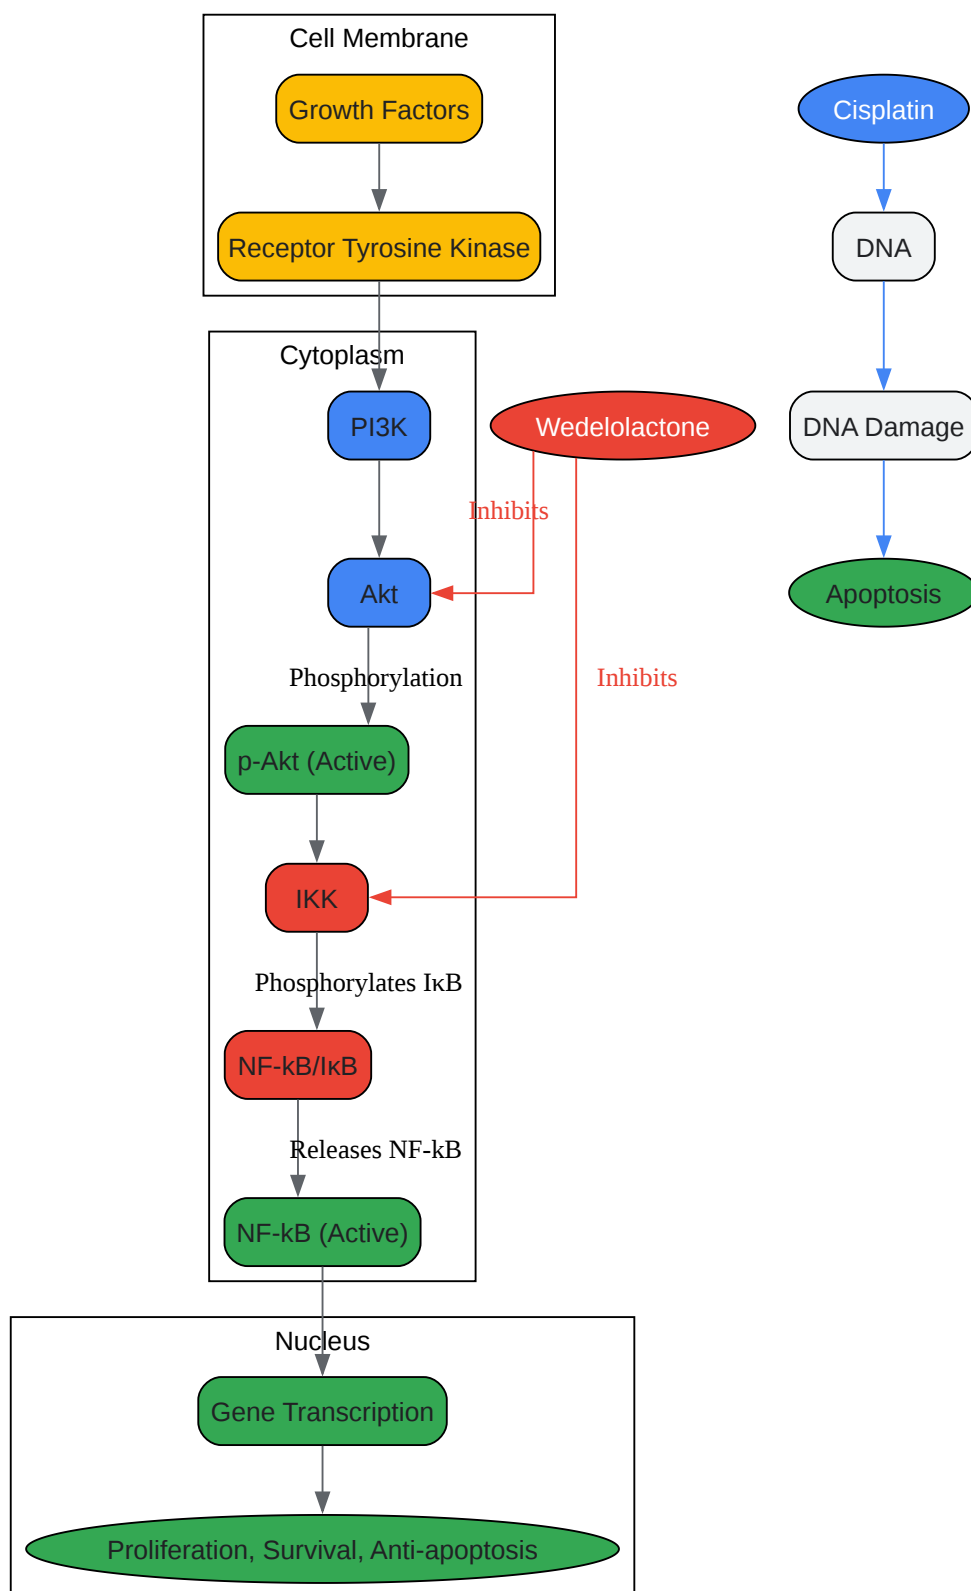 Cell Membrane
Growth Factors
Receptor Tyrosine Kinase
Cytoplasm
PI3K
Akt
Phosphorylation
p-Akt (Active)
IKK
Phosphorylates IκB
NF-kB/IκB
Releases NF-kB
NF-kB (Active)
Nucleus
Gene Transcription
Proliferation, Survival, Anti-apoptosis
Wedelolactone
Inhibits
Inhibits
Cisplatin
DNA
DNA Damage
Apoptosis